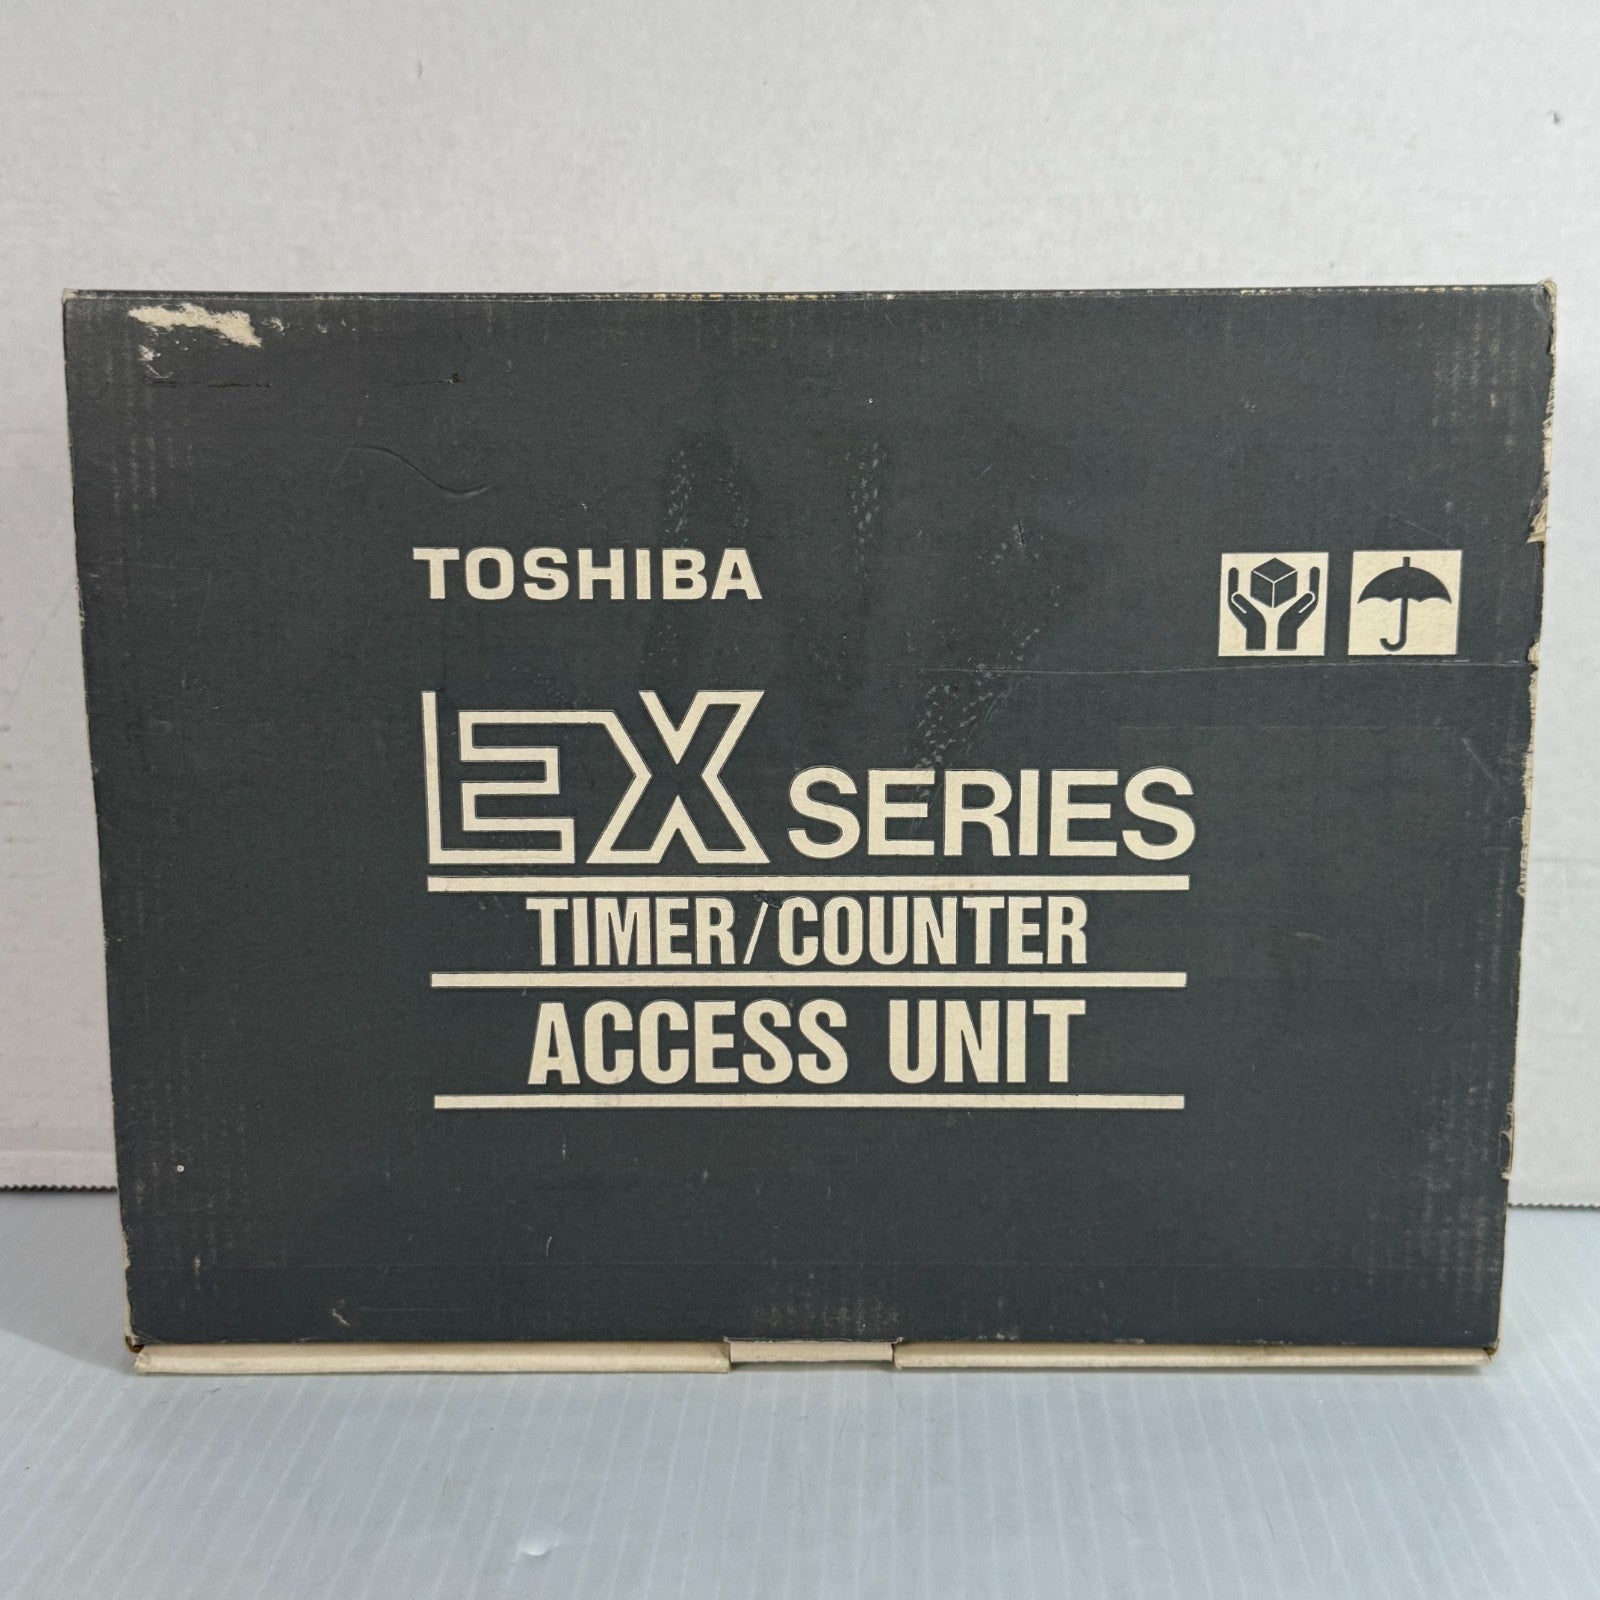 TOSHIBA
EX SERIES
TIMER/COUNTER
ACCESS UNIT